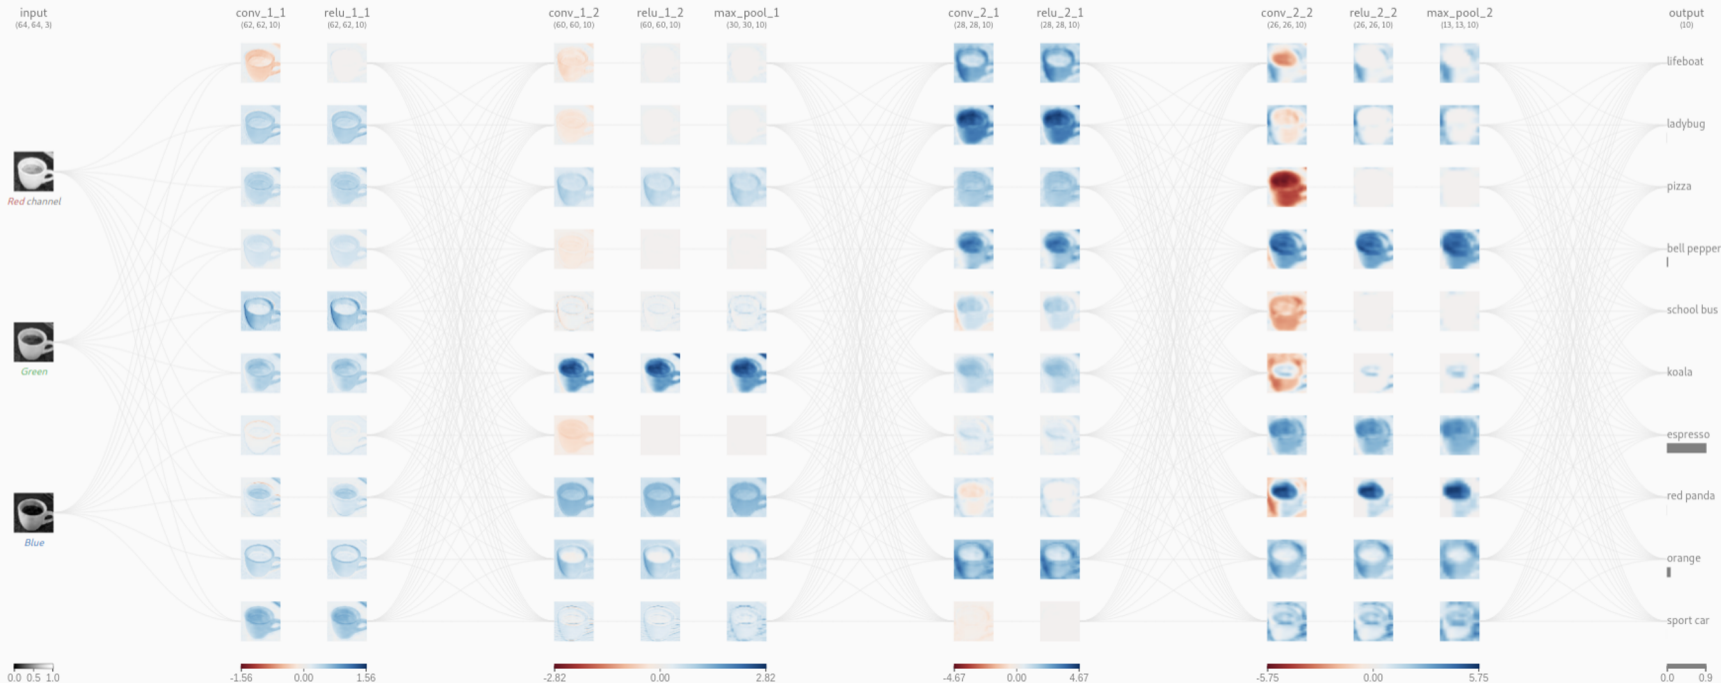 input
(64, 64, 3)
conv_1_1
(62, 62, 10)
relu_1_1
(62, 62, 10)
conv_1_2
(60, 60, 10)
relu_1_2
(60, 60, 10)
max_pool_1
(30, 30, 10)
conv_2_1
(28, 28, 10)
relu_2_1
(28, 28, 10)
conv_2_2
(26, 26, 10)
relu_2_2
(26, 26, 10)
max_pool_2
(13, 13, 10)
output
(10)
Red channel
Green
Blue
lifeboat
ladybug
pizza
bell pepper
school bus
koala
espresso
red panda
orange
sport car
0.0 0.5 1.0
-1.56 0.00 1.56
-2.82 0.00 2.82
-4.67 0.00 4.67
-5.75 0.00 5.75
0.0 0.9